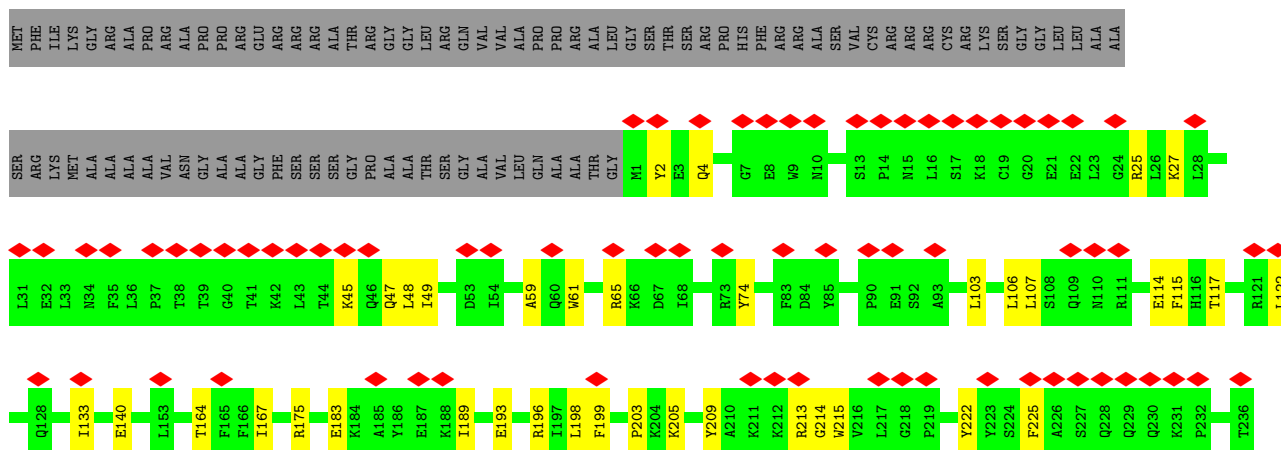 MET PHE ILE LYS GLY ARG ALA PRO ARG ALA PRO PRO ARG GLU ARG ARG ARG ALA THR ARG GLY GLY LEU ARG GLN VAL VAL ALA PRO PRO ARG ALA LEU GLY SER THR SER ARG PRO HIS PHE ARG ARG ALA SER VAL CYS ARG ARG ARG CYS ARG LYS SER GLY GLY LEU LEU ALA ALA
SER ARG LYS MET ALA ALA ALA ALA VAL ASN GLY ALA ALA GLY PHE SER SER SER GLY PRO ALA ALA THR SER GLY ALA VAL LEU GLN ALA ALA THR GLY M1 Y2 E3 Q4 G7 E8 W9 N10 S13 P14 N15 L16 S17 K18 C19 G20 E21 E22 L23 G24 R25 L26 K27 L28
L31 E32 L33 N34 F35 L36 P37 T38 T39 G40 T41 K42 L43 T44 K45 Q46 Q47 L48 I49 D53 I54 A59 Q60 W61 R65 K66 D67 I68 R73 Y74 F83 D84 Y85 P90 E91 S92 A93 L103 L106 L107 S108 Q109 N110 R111 E114 F115 H116 T117 R121 L122
Q128 I133 E140 L153 T164 F165 F166 I167 R175 E183 K184 A185 Y186 E187 K188 I189 E193 R196 I197 L198 F199 P203 K204 K205 Y209 A210 K211 K212 R213 G214 W215 V216 L217 G218 P219 Y222 Y223 S224 F225 A226 S227 Q228 Q229 Q230 K231 P232 T236